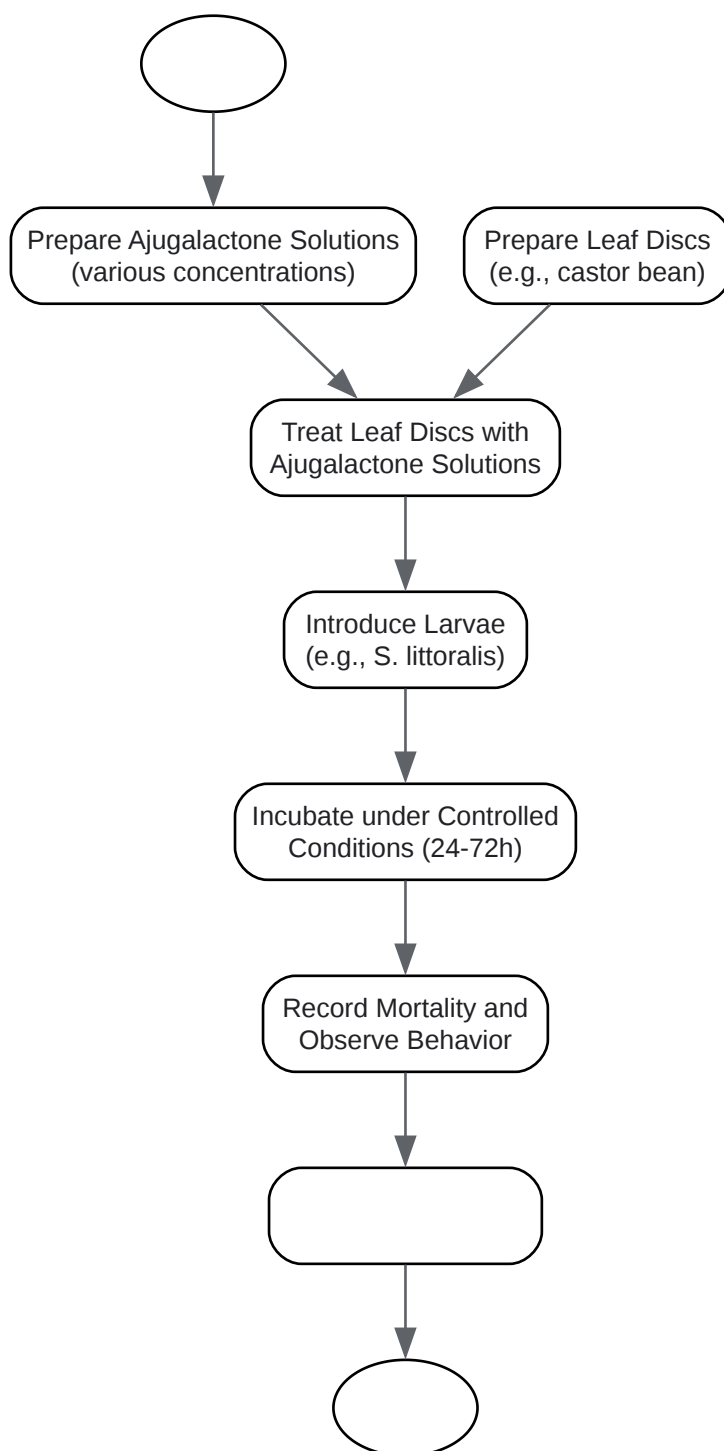 Prepare Ajugalactone Solutions
(various concentrations)
Prepare Leaf Discs
(e.g., castor bean)
Treat Leaf Discs with
Ajugalactone Solutions
Introduce Larvae
(e.g., S. littoralis)
Incubate under Controlled
Conditions (24-72h)
Record Mortality and
Observe Behavior